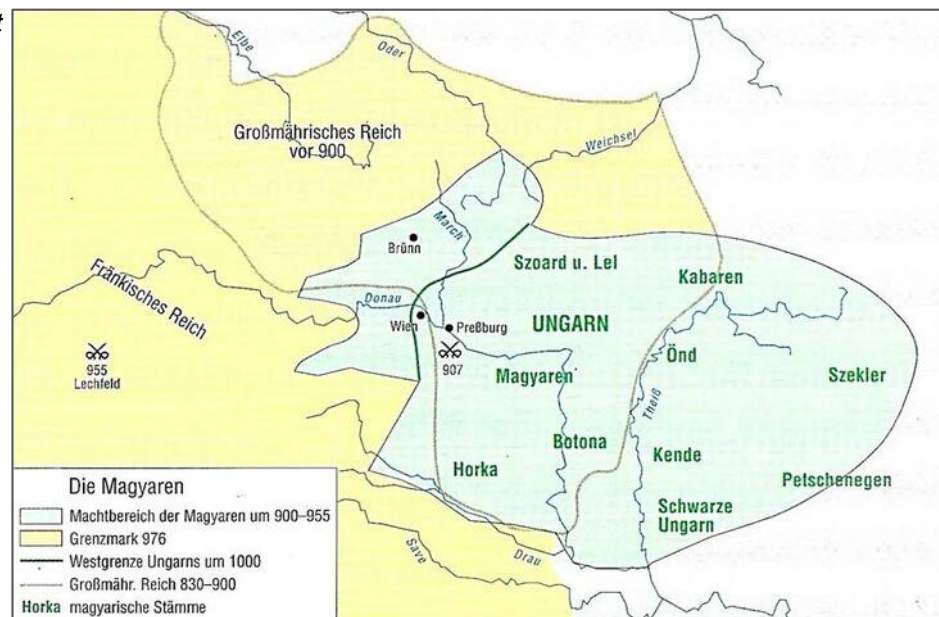 Elbe
Oder
Großmährisches Reich
vor 900
Weichsel
March
Brünn
Szoard u. Lel
Kabaren
Fränkisches Reich
Donau
Wien
Preßburg
UNGARN
955
Lechfeld
907
Magyaren
Önd
Szekler
Theiß
Botona
Horka
Kende
Petschenegen
Schwarze
Ungarn
Save
Drau
Die Magyaren
Machtbereich der Magyaren um 900–955
Grenzmark 976
Westgrenze Ungarns um 1000
Großmähr. Reich 830–900
Horka magyarische Stämme